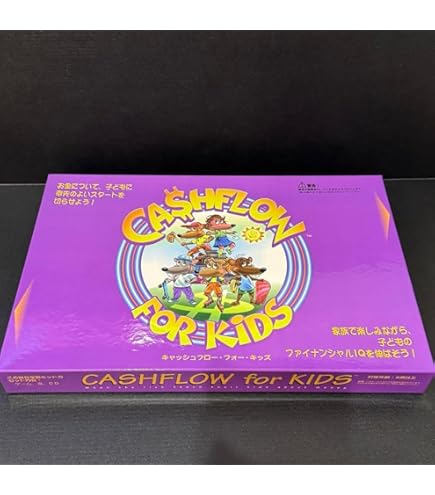 お金について、子どもに
幸先のよいスタートを
切らせよう！
CA$HFLOW
™
FOR KIDS
キャッシュフロー・フォー・キッズ
家族で楽しみながら、
子どもの
ファイナンシャルIQを伸ばそう！
CASHFLOW for KIDS